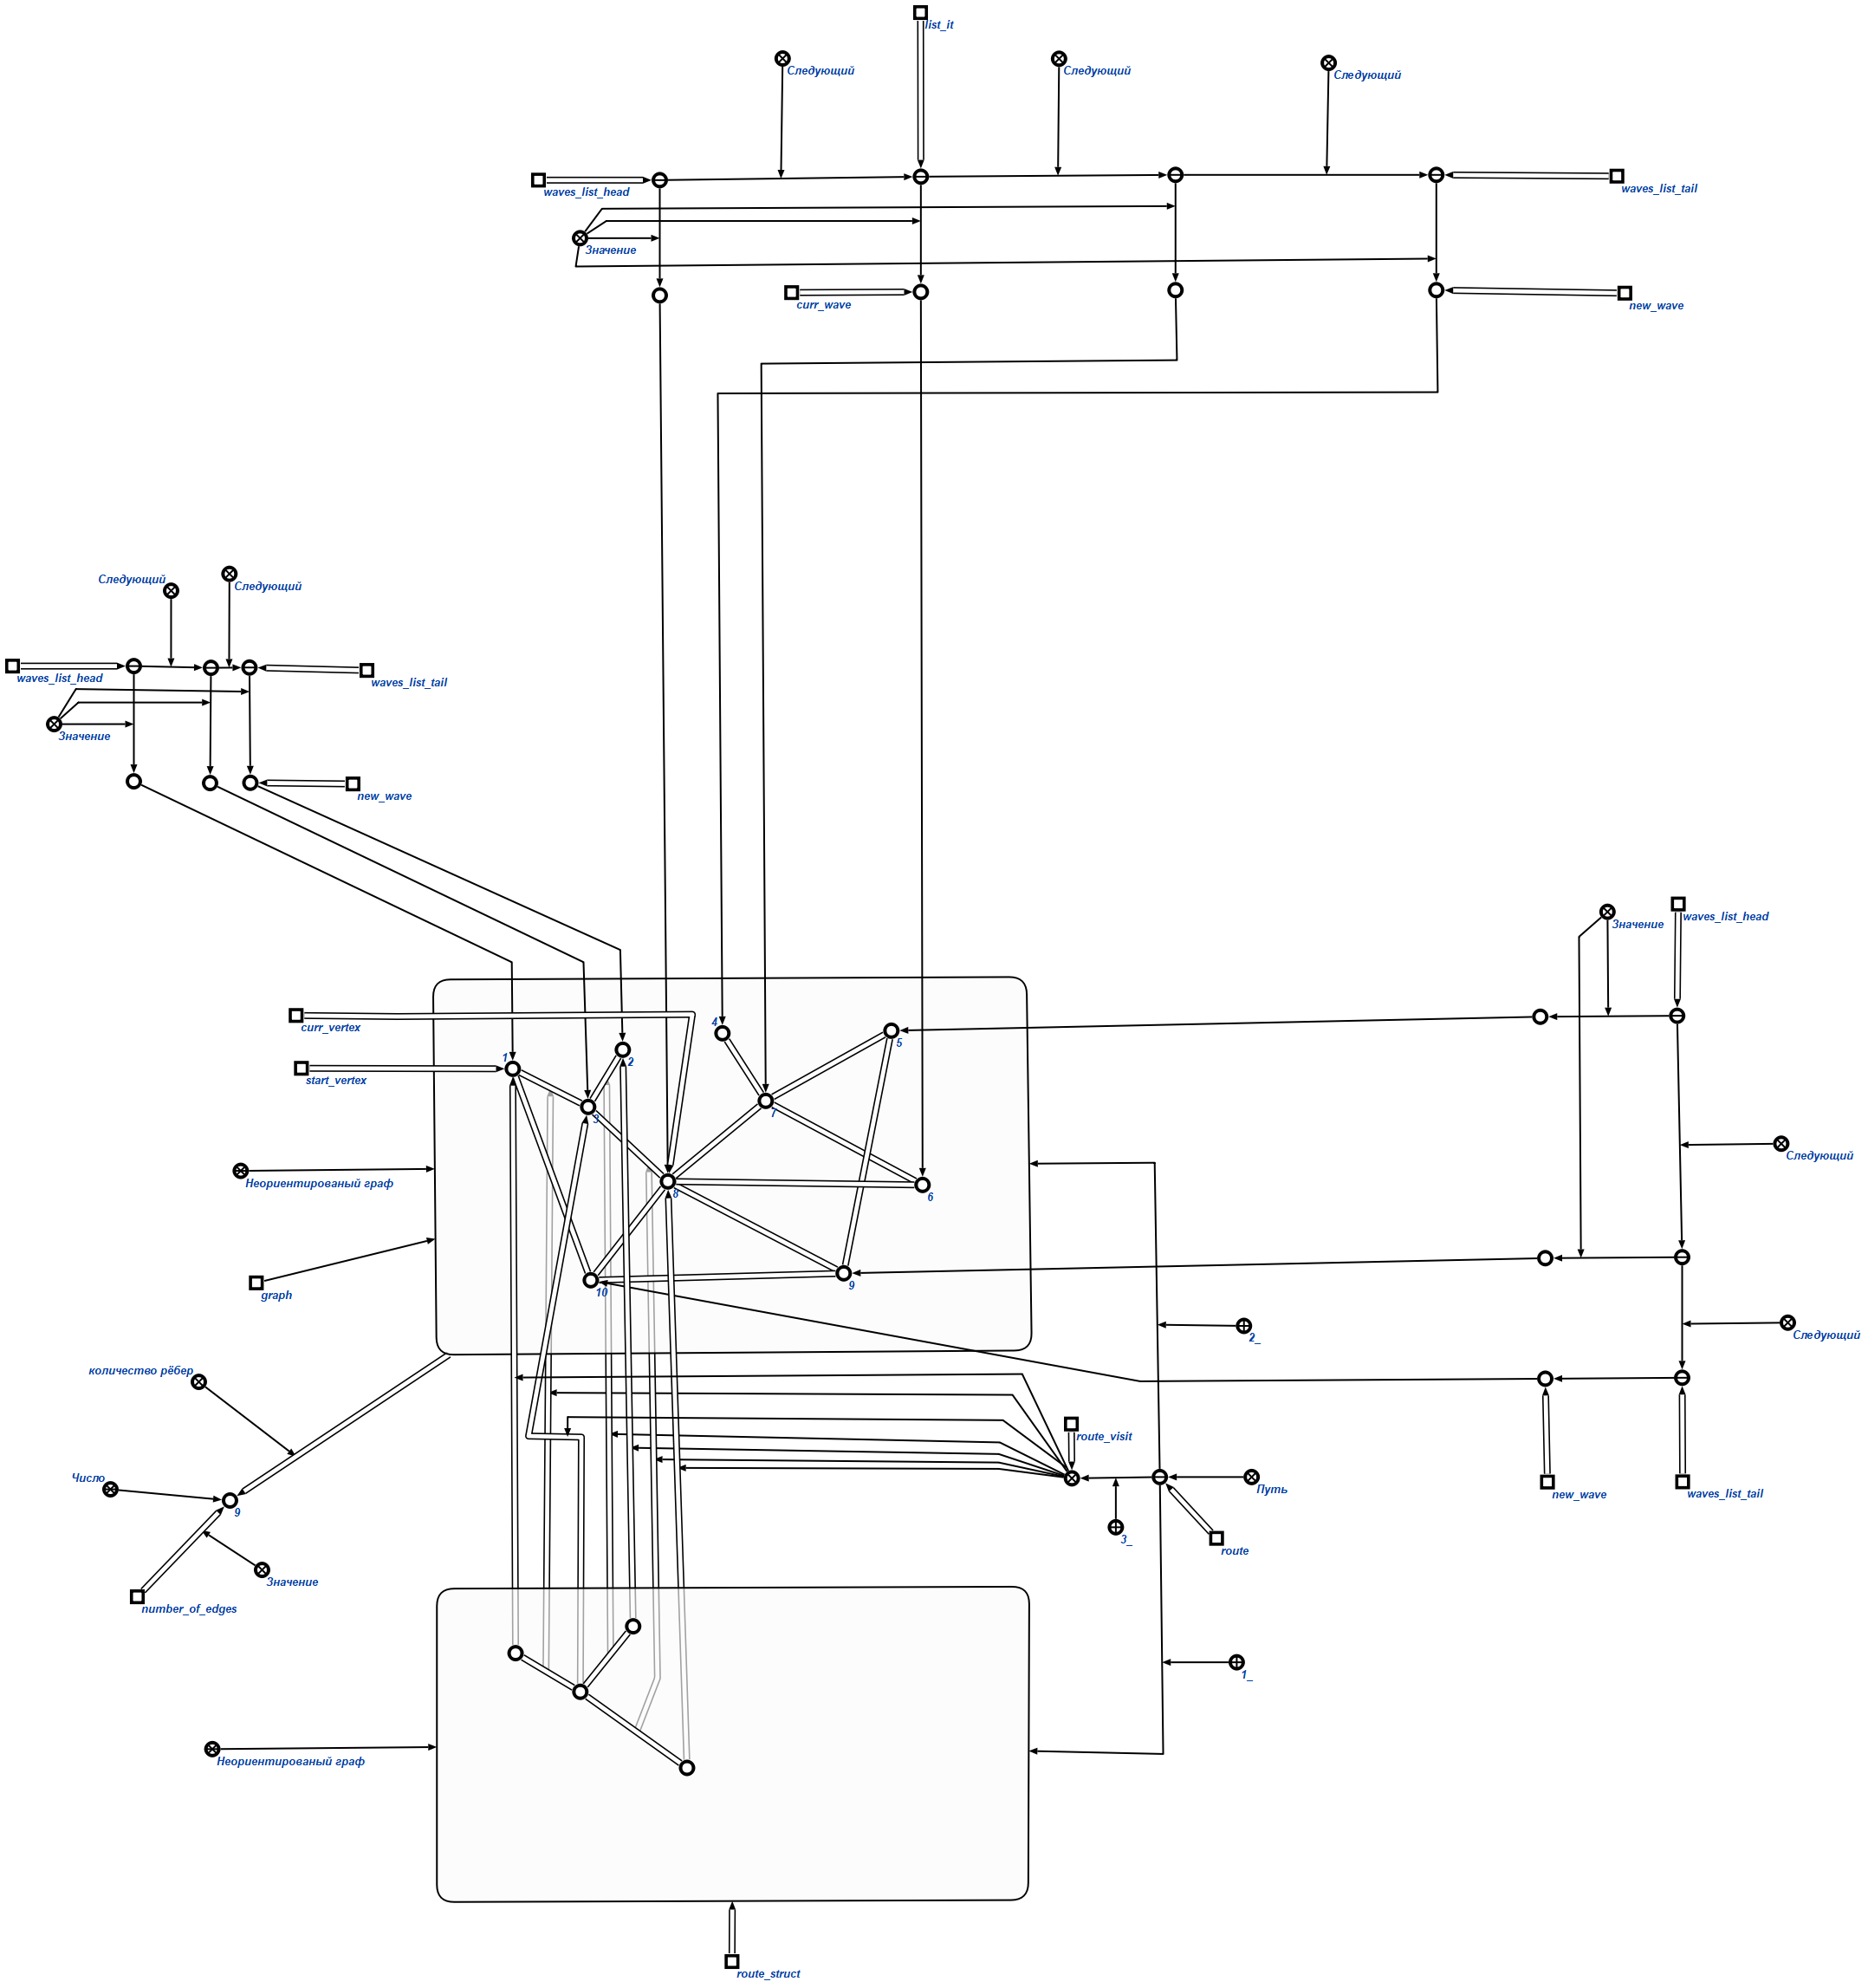 list_it
Следующий
Следующий
Следующий
waves_list_head
waves_list_tail
Значение
curr_wave
new_wave
Следующий
Следующий
waves_list_head
waves_list_tail
Значение
new_wave
Значение
waves_list_head
curr_vertex
4
5
1
2
start_vertex
3
7
Следующий
Неориентированый граф
8
6
graph
10
9
2_
Следующий
количество рёбер
route_visit
Число
Путь
new_wave
waves_list_tail
9
3_
route
Значение
number_of_edges
1_
Неориентированый граф
route_struct